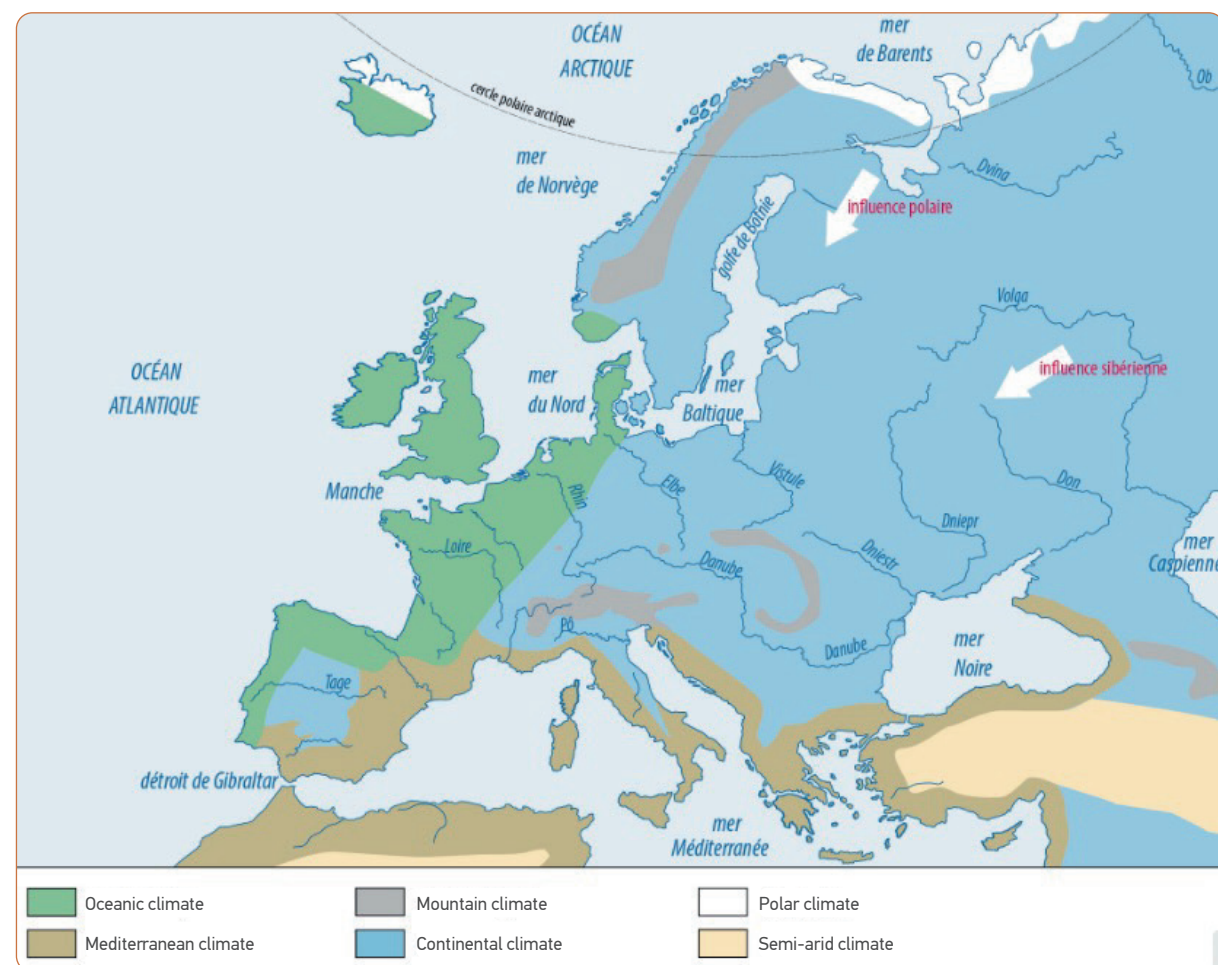 OCÉAN
ARCTIQUE
mer
de Barents
Ob
cercle polaire arctique
mer
de Norvège
Dvina
influence polaire
golfe de Botnie
Volga
influence sibérienne
OCÉAN
ATLANTIQUE
mer
du Nord
mer
Baltique
Manche
Rhin
Elbe
Vistule
Don
Dniepr
Loire
Danube
Dniestr
mer
Caspienne
Pô
Danube
mer
Noire
Tage
détroit de Gibraltar
mer
Méditerranée
Oceanic climate
Mountain climate
Polar climate
Mediterranean climate
Continental climate
Semi-arid climate